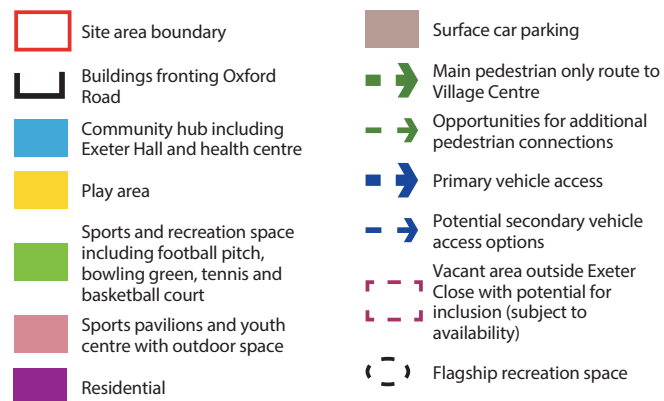 Site area boundary
Buildings fronting Oxford
Road
Community hub including
Exeter Hall and health centre
Play area
Sports and recreation space
including football pitch,
bowling green, tennis and
basketball court
Sports pavilions and youth
centre with outdoor space
Residential
Surface car parking
Main pedestrian only route to
Village Centre
Opportunities for additional
pedestrian connections
Primary vehicle access
Potential secondary vehicle
access options
Vacant area outside Exeter
Close with potential for
inclusion (subject to
availability)
Flagship recreation space